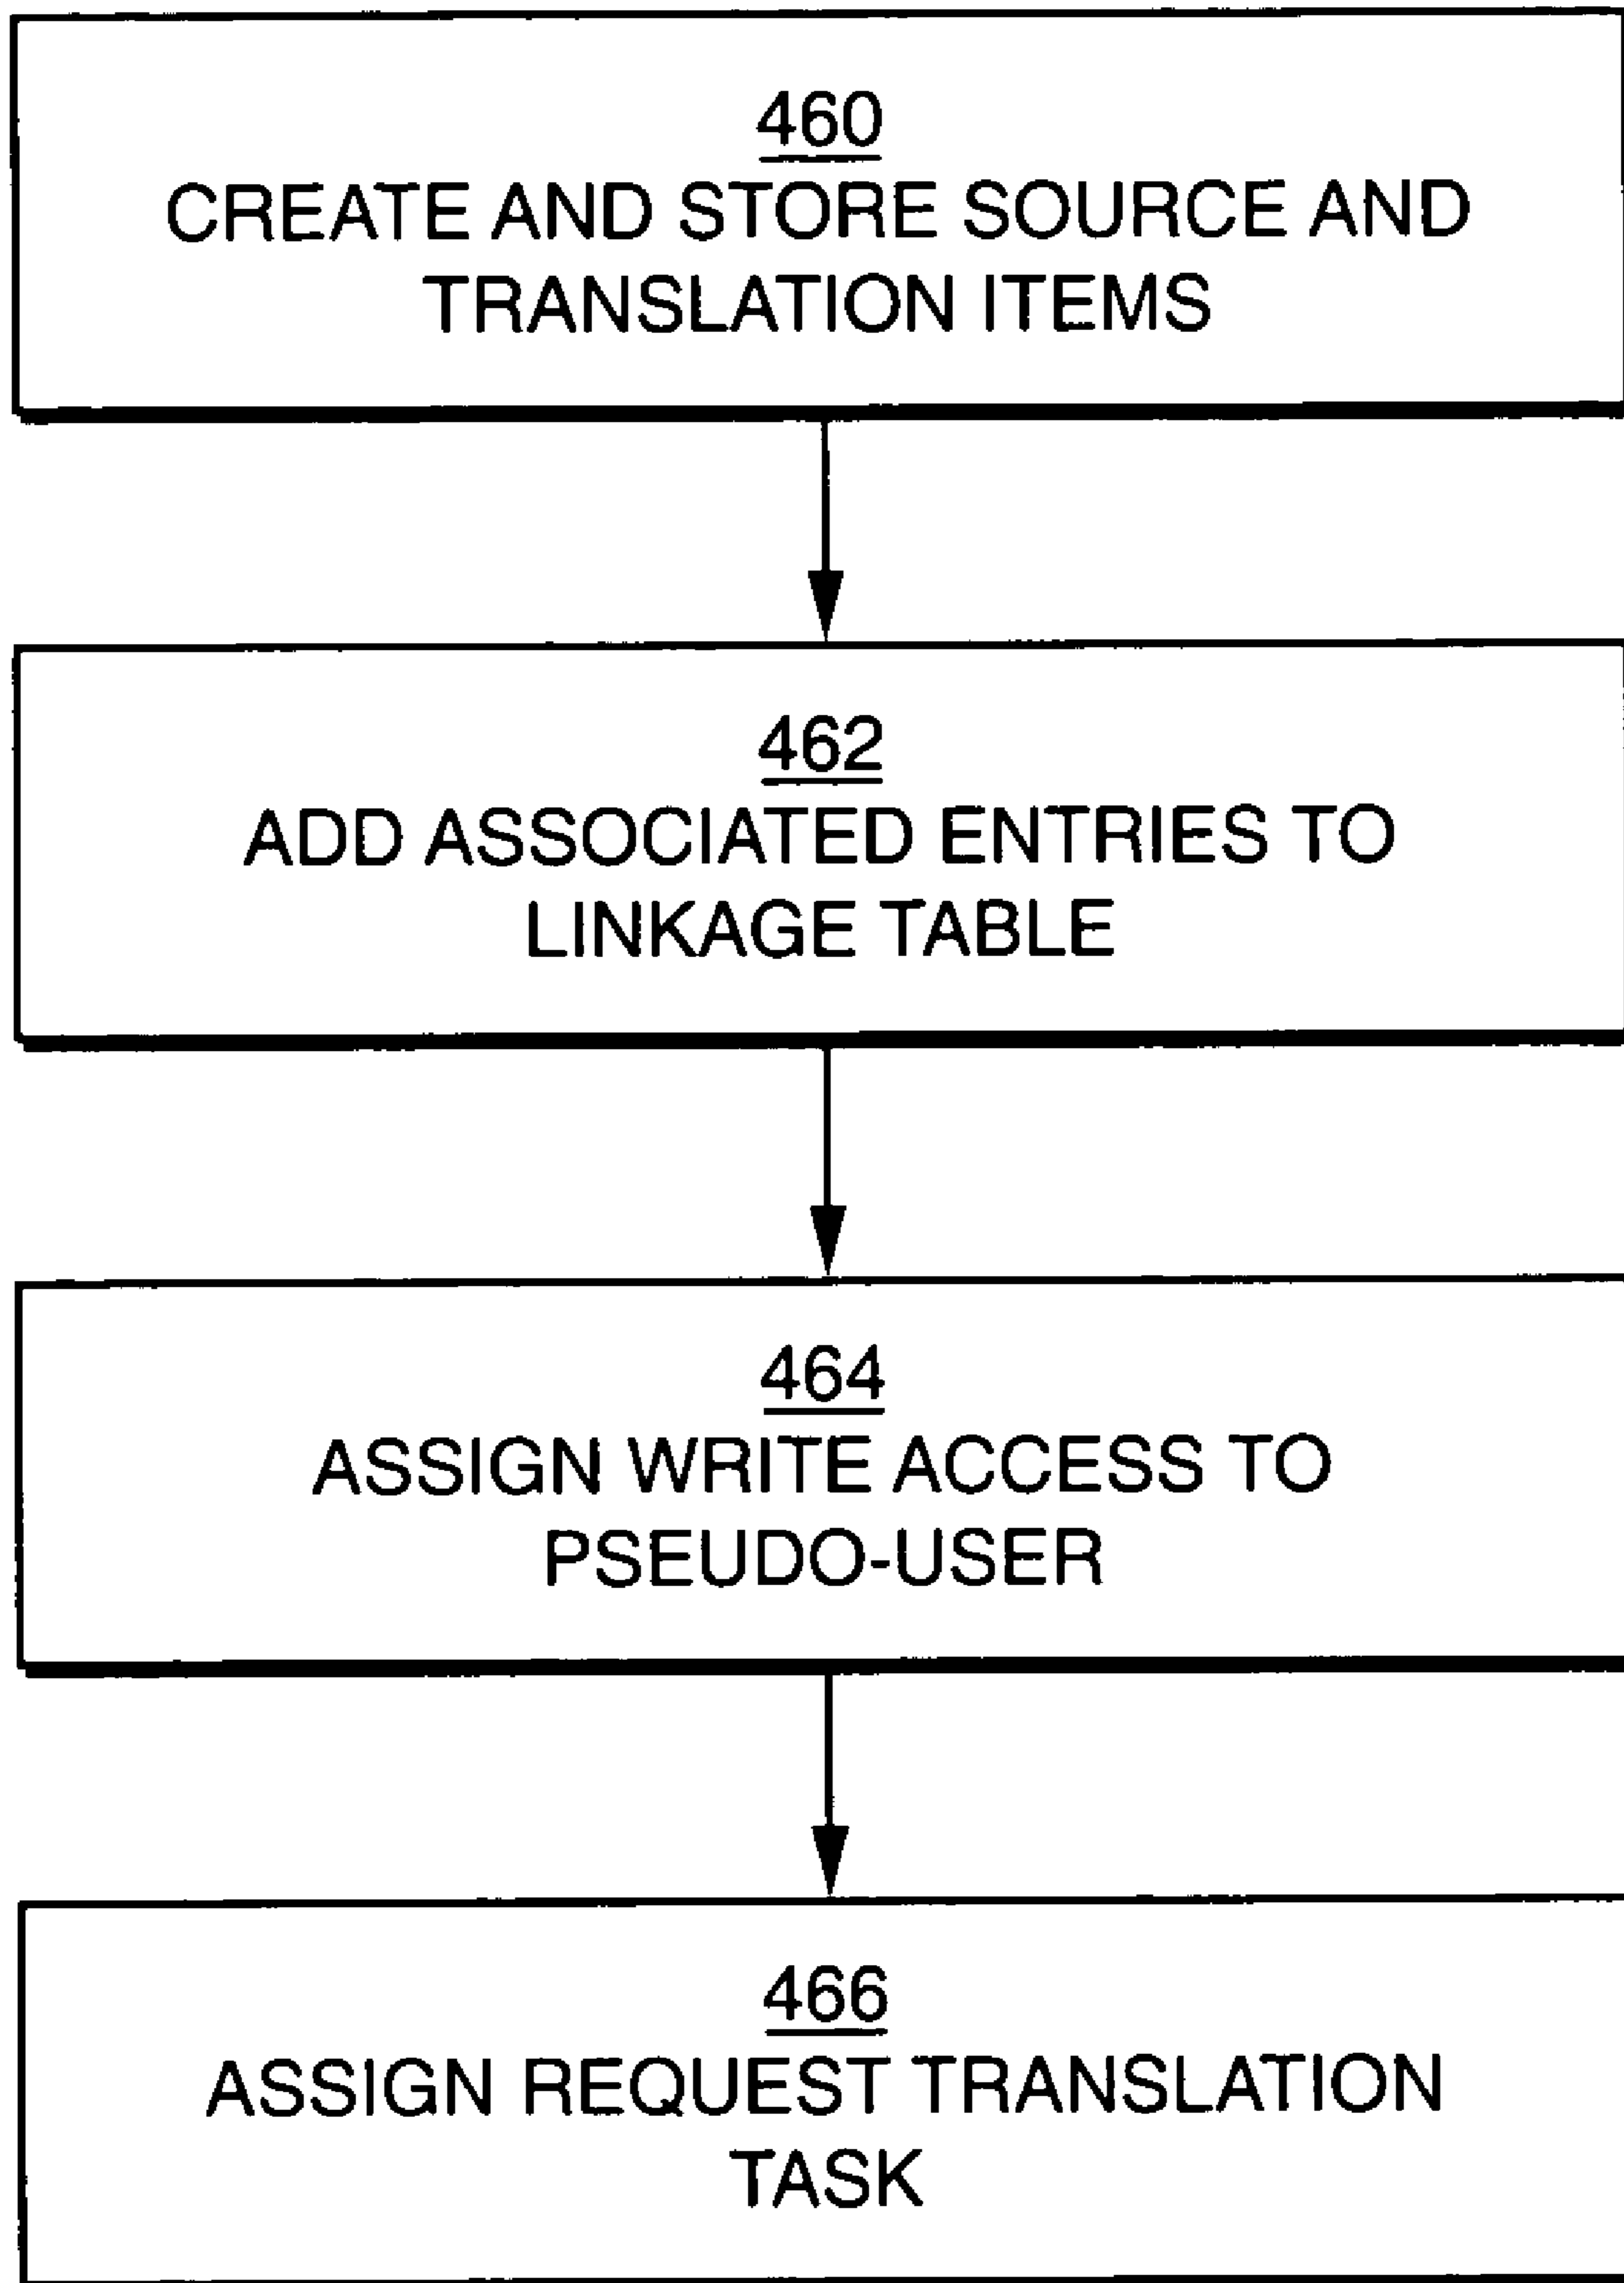 460
CREATE AND STORE SOURCE AND
TRANSLATION ITEMS
462
ADD ASSOCIATED ENTRIES TO
LINKAGE TABLE
464
ASSIGN WRITE ACCESS TO
PSEUDO-USER
466
ASSIGN REQUEST TRANSLATION
TASK